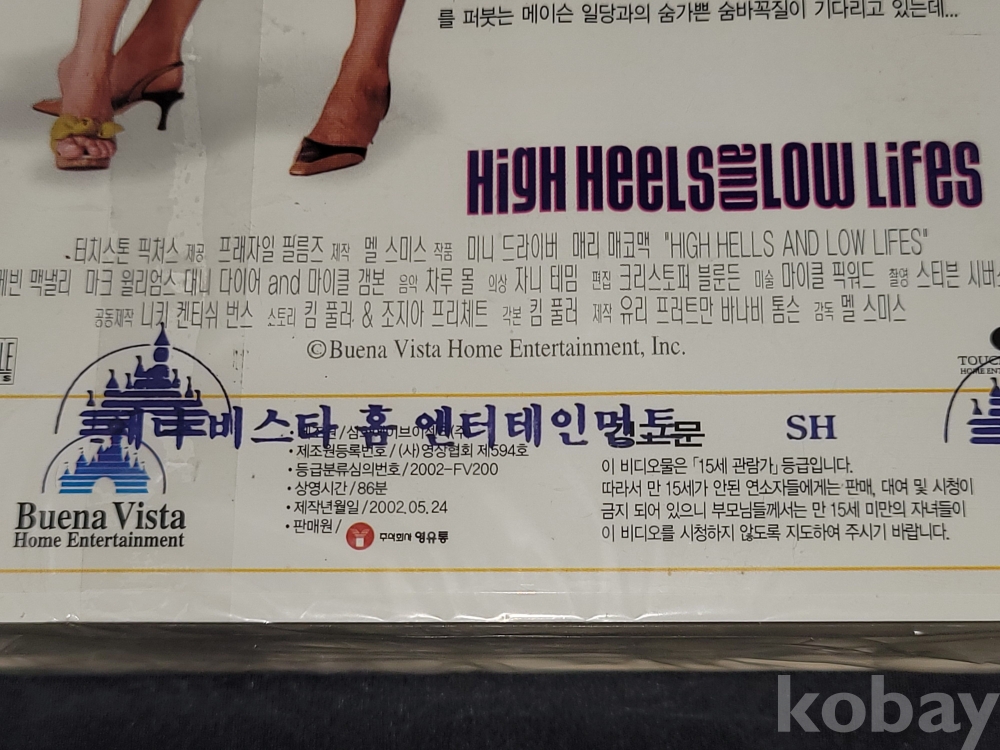 를 퍼붓는 메이슨 일당과의 숨가쁜 숨바꼭질이 기다리고 있는데...
HiGH HEELS and LOW LiFES
터치스톤 픽처스 제공 프래자일 필름즈 제작 멜 스미스 작품 미니 드라이버 매리 매코맥 "HIGH HELLS AND LOW LIFES"
케빈 맥낼리 마크 윌리엄스 대니 다이어 and 마이클 갬본 음악 차루 몰 의상 자니 테밈 편집 크리스토퍼 블룬든 미술 마이클 픽워드 촬영 스티븐
공동제작 니키 켄티쉬 번스 스토리 킴 풀러 & 조지아 프리체트 각본 킴 풀러 제작 유리 프러트만 바나비 톰슨 감독 멜 스미스
©Buena Vista Home Entertainment, Inc.
비스타 홈 엔터테인먼트
SH
• 제조원등록번호 / (사)영상협회 제594호
• 등급분류심의번호 / 2002-FV200
• 상영시간 / 86분
• 제작년월일 / 2002.05.24
• 판매원 / 주식회사 영유통
이 비디오물은 「15세 관람가」 등급입니다.
따라서 만 15세가 안된 연소자들에게는 판매, 대여 및 시청이
금지 되어 있으니 부모님들께서는 만 15세 미만의 자녀들이
이 비디오를 시청하지 않도록 지도하여 주시기 바랍니다.
Buena Vista
Home Entertainment
kobay